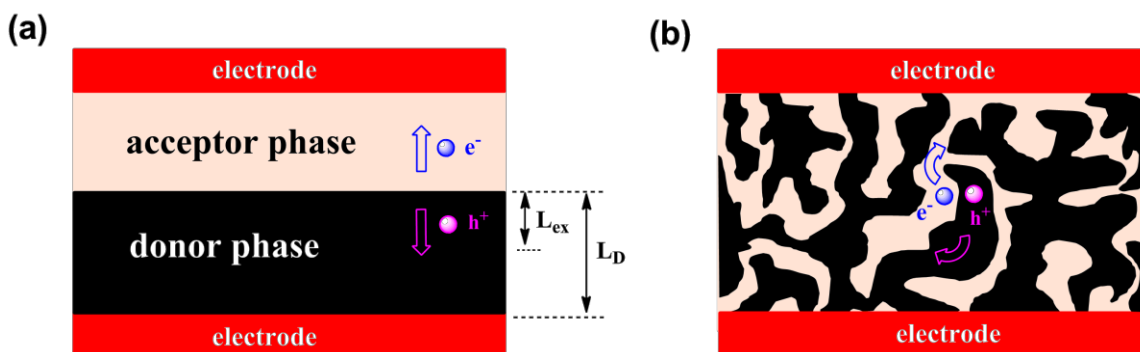 (a)
electrode
acceptor phase
e-
donor phase
h+
Lex
LD
electrode
(b)
electrode
e-
h+
electrode